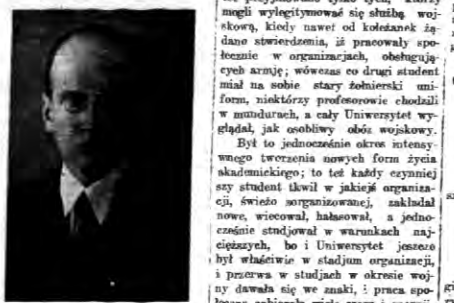 mogli wylegitymować się służbą woj-
skową, kiedy nawet od koleżanek żą-
dano stwierdzenia, iż pracowały spo-
łecznie w organizacjach, obsługują-
cych armję; wówczas co drugi student
miał na sobie stary żołnierski uni-
form, niektórzy profesorowie chodzili
w mundurach, a cały Uniwersytet wy-
glądał, jak osobliwy obóz wojskowy.
Był to jednocześnie okres intensy-
wnego tworzenia nowych form życia
akademickiego; to też każdy czynniej
szy student tkwił w jakiejś organiza-
cji, świeżo zorganizowanej, zakładał
nowe, wiecował, hałasował, a jedno-
cześnie studjował w warunkach naj-
cięższych, bo i Uniwersytet jeszcze
był właściwie w stadjum organizacji,
i przerwa w studjach w okresie woj-
ny dawała się we znaki, i praca spo-